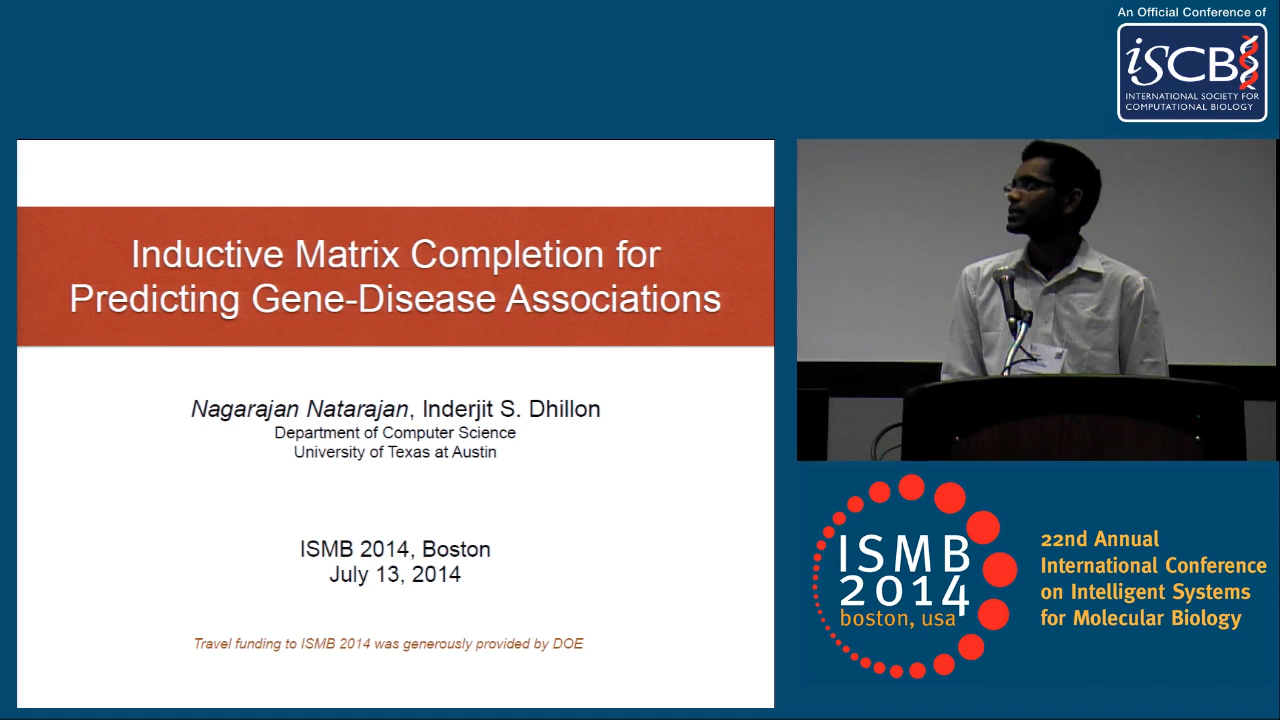 An Official Conference of
iSCB
INTERNATIONAL SOCIETY FOR
COMPUTATIONAL BIOLOGY
Inductive Matrix Completion for
Predicting Gene-Disease Associations
Nagarajan Natarajan, Inderjit S. Dhillon
Department of Computer Science
University of Texas at Austin
ISMB 2014, Boston
July 13, 2014
Travel funding to ISMB 2014 was generously provided by DOE
ISMB
2014
boston, usa
22nd Annual
International Conference
on Intelligent Systems
for Molecular Biology